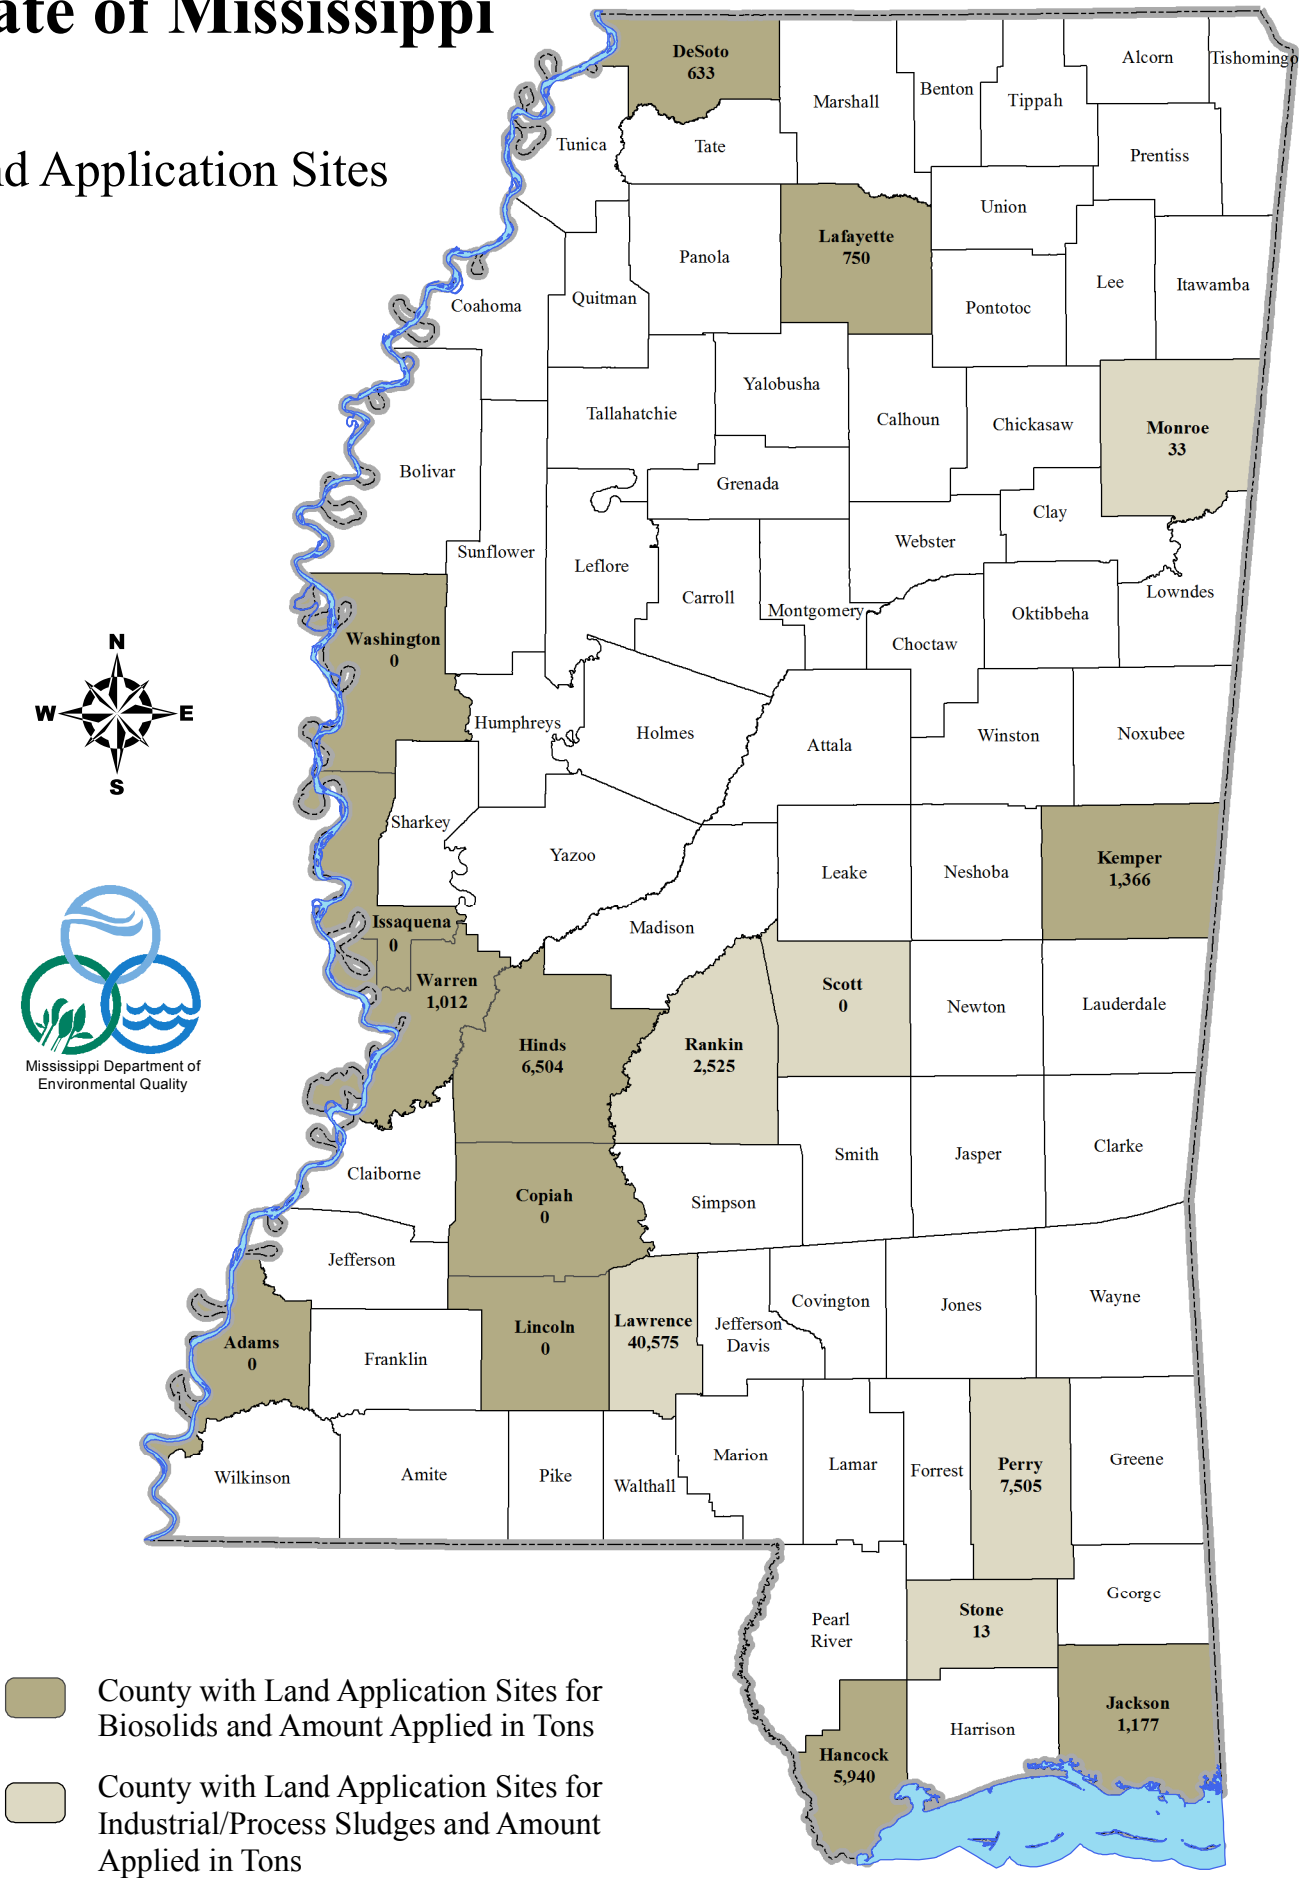 ate of Mississippi
nd Application Sites
DeSoto
633
Marshall
Benton
Tippah
Alcorn
Tishomingo
Tunica
Tate
Prentiss
Union
Lafayette
750
Panola
Quitman
Coahoma
Pontotoc
Lee
Itawamba
Yalobusha
Tallahatchie
Calhoun
Chickasaw
Monroe
33
Bolivar
Grenada
Clay
Sunflower
Leflore
Webster
Carroll
Montgomery
Oktibbeha
Lowndes
Choctaw
Washington
0
N
W
E
S
Humphreys
Holmes
Attala
Winston
Noxubee
Sharkey
Yazoo
Leake
Neshoba
Kemper
1,366
Issaquena
0
Madison
Warren
1,012
Scott
0
Newton
Lauderdale
Hinds
6,504
Rankin
2,525
Mississippi Department of
Environmental Quality
Claiborne
Smith
Jasper
Clarke
Copiah
0
Simpson
Jefferson
Covington
Jones
Wayne
Adams
0
Franklin
Lincoln
0
Lawrence
40,575
Jefferson
Davis
Wilkinson
Amite
Pike
Walthall
Marion
Lamar
Forrest
Perry
7,505
Greene
Pearl
River
Stone
13
George
Harrison
Jackson
1,177
Hancock
5,940
County with Land Application Sites for
Biosolids and Amount Applied in Tons
County with Land Application Sites for
Industrial/Process Sludges and Amount
Applied in Tons